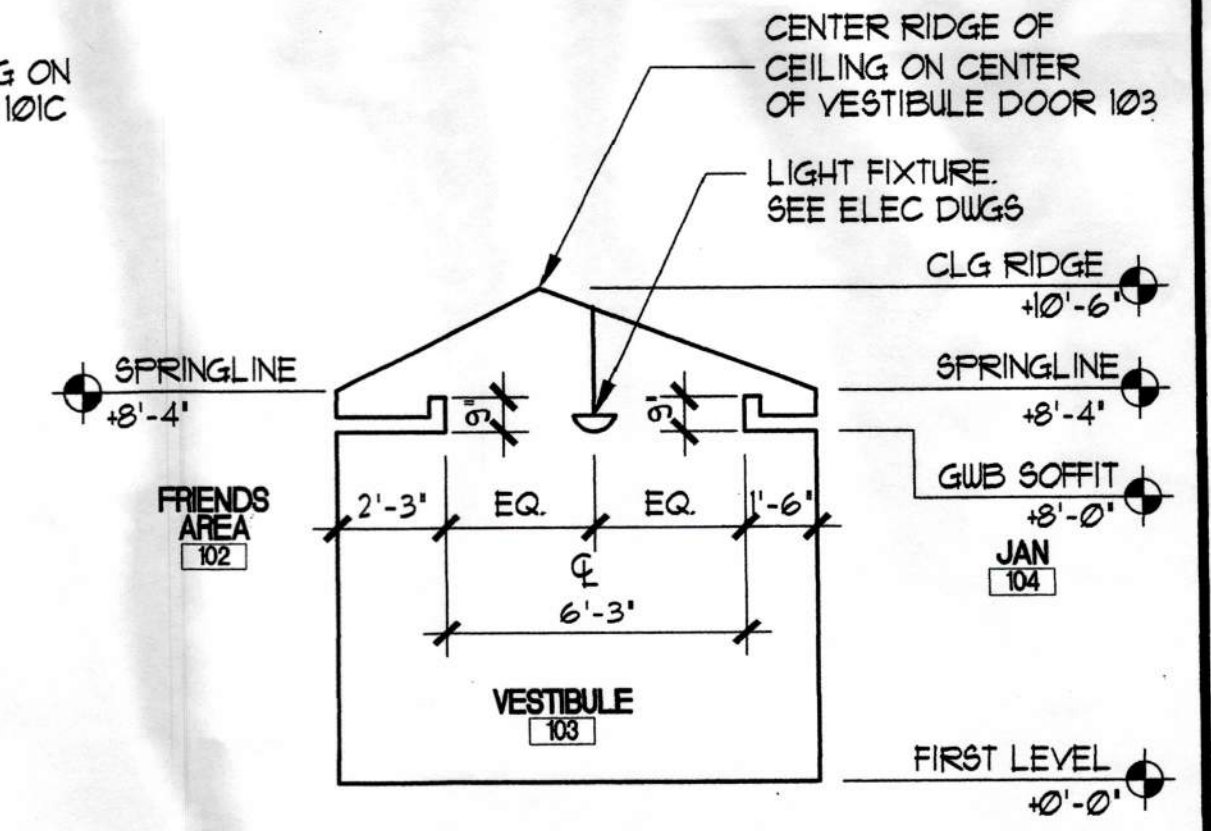 G ON
101C
CENTER RIDGE OF
CEILING ON CENTER
OF VESTIBULE DOOR 103
LIGHT FIXTURE.
SEE ELEC DWGS
CLG RIDGE
+10'-6"
SPRINGLINE
+8'-4"
SPRINGLINE
+8'-4"
9"
9"
GWB SOFFIT
+8'-0"
FRIENDS
AREA
102
2'-3"
EQ.
EQ.
1'-6"
JAN
104
℄
6'-3"
VESTIBULE
103
FIRST LEVEL
+0'-0"